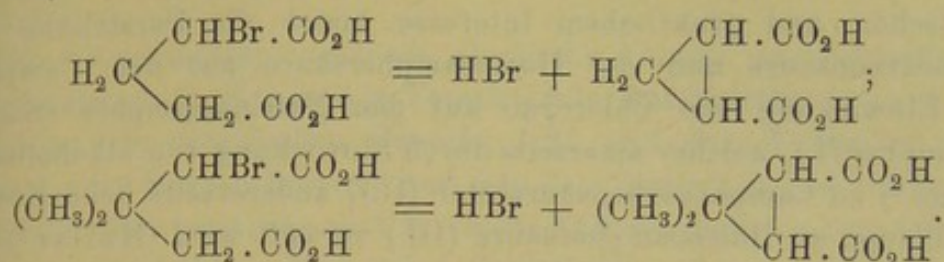 CHBr . CO₂H CH . CO₂H
H₂C = HBr + H₂C ;
CH₂ . CO₂H CH . CO₂H
CHBr . CO₂H CH . CO₂H
(CH₃)₂C = HBr + (CH₃)₂C .
CH₂ . CO₂H CH . CO₂H